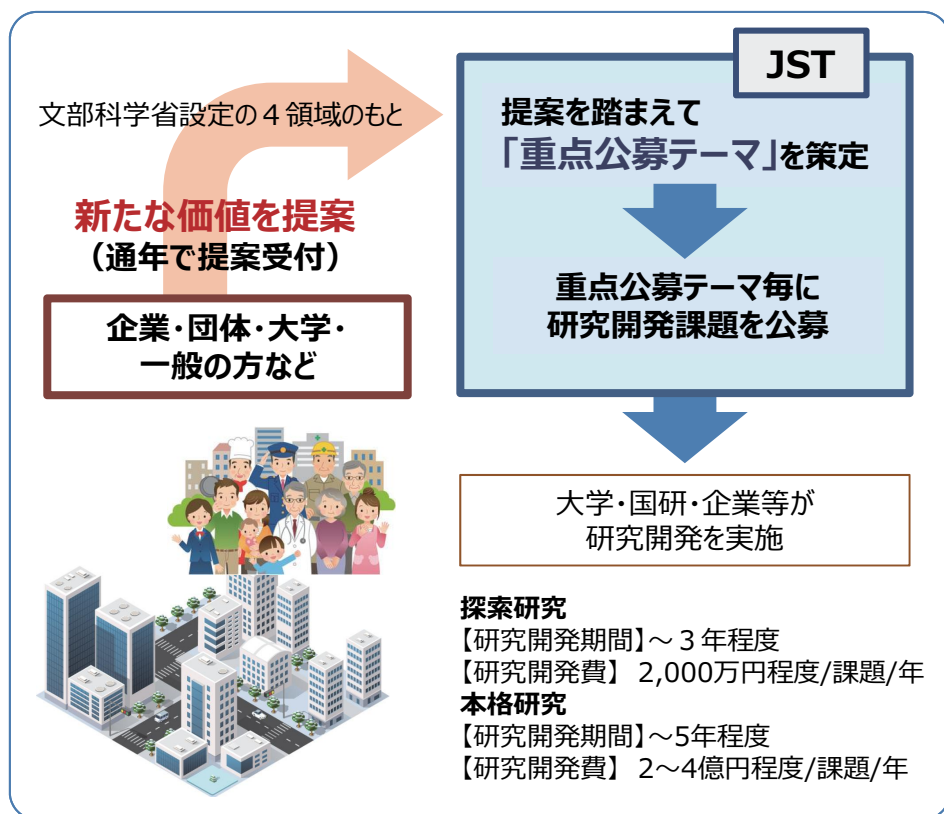 文部科学省設定の４領域のもと
新たな価値を提案
（通年で提案受付）
企業・団体・大学・
一般の方など
JST
提案を踏まえて
「重点公募テーマ」を策定
重点公募テーマ毎に
研究開発課題を公募
大学・国研・企業等が
研究開発を実施
探索研究
【研究開発期間】～３年程度
【研究開発費】 2,000万円程度/課題/年
本格研究
【研究開発期間】～5年程度
【研究開発費】 2～4億円程度/課題/年